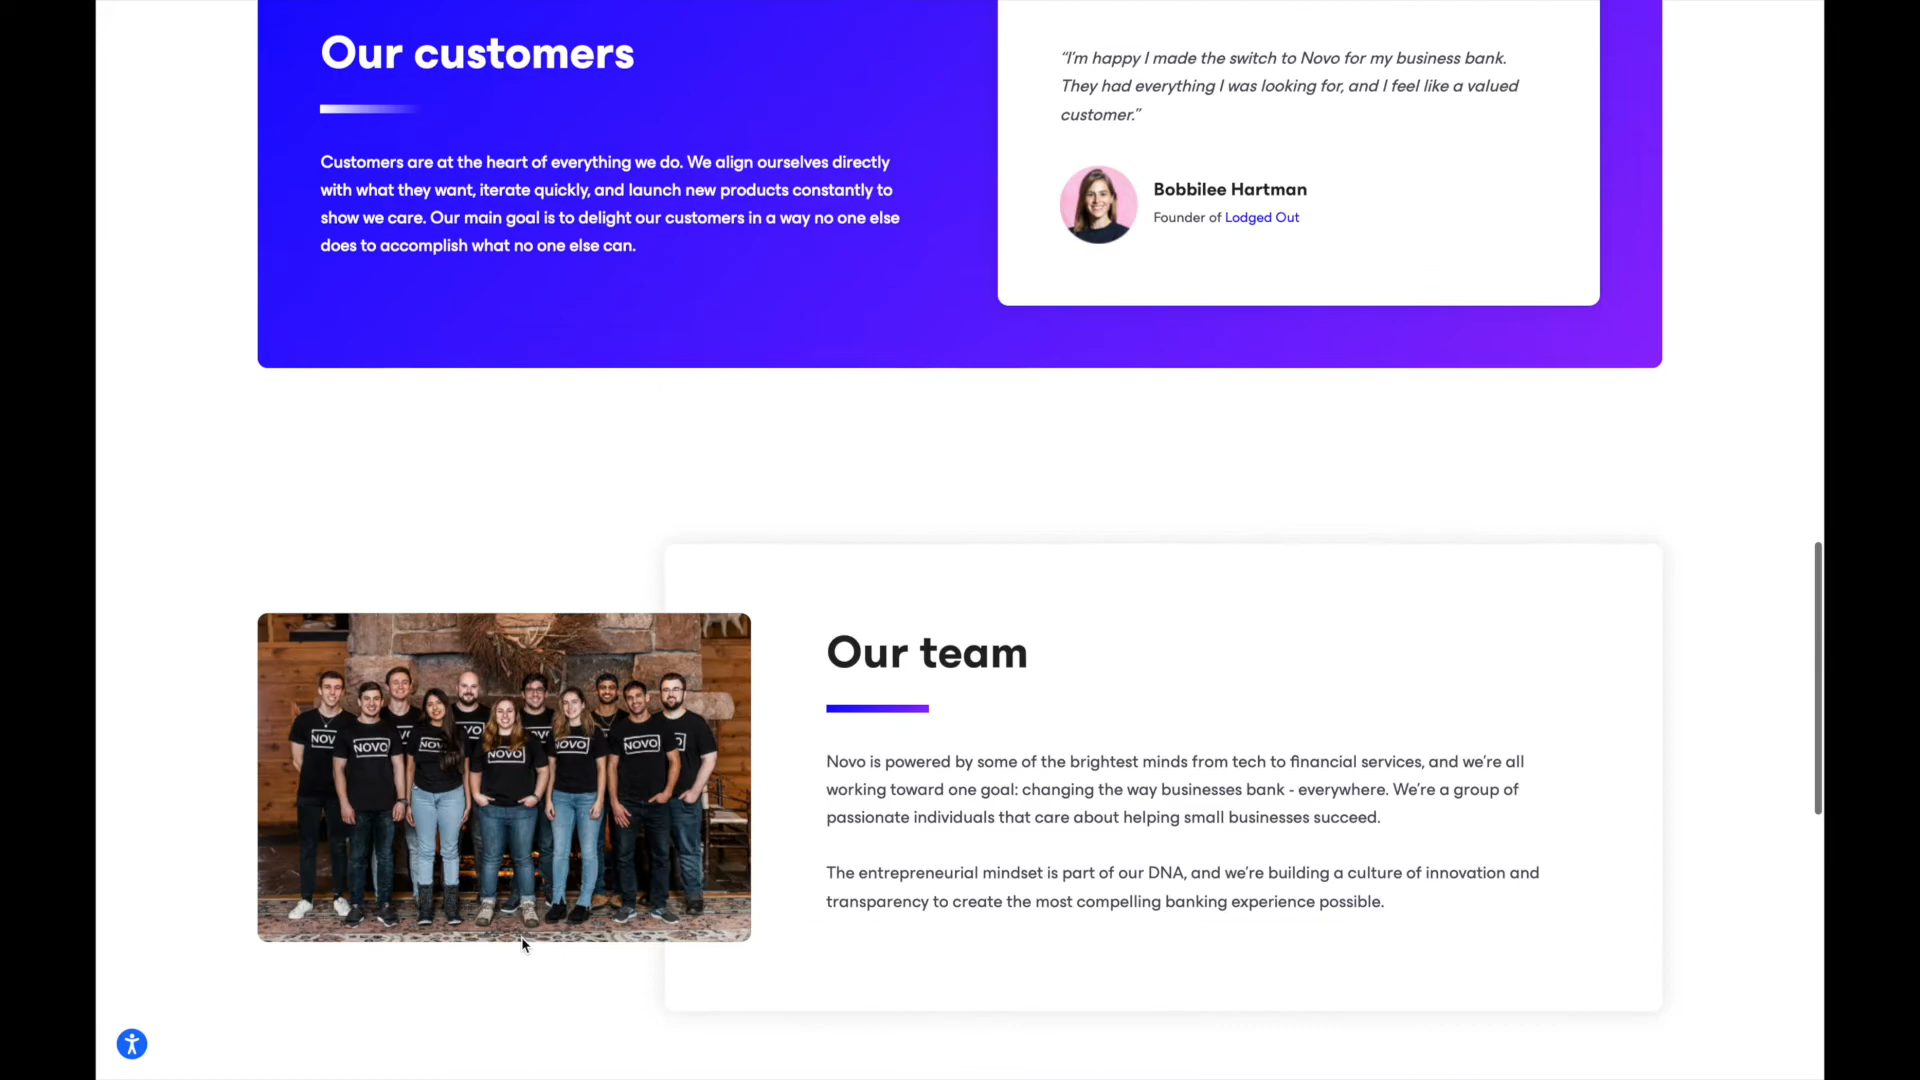 Our customers
Customers are at the heart of everything we do. We align ourselves directly
with what they want, iterate quickly, and launch new products constantly to
show we care. Our main goal is to delight our customers in a way no one else
does to accomplish what no one else can.
“I’m happy I made the switch to Novo for my business bank.
They had everything I was looking for, and I feel like a valued
customer.”
Bobbilee Hartman
Founder of Lodged Out
NOVO
NOVO
NOVO
NOVO
Our team
Novo is powered by some of the brightest minds from tech to financial services, and we’re all
working toward one goal: changing the way businesses bank - everywhere. We’re a group of
passionate individuals that care about helping small businesses succeed.
The entrepreneurial mindset is part of our DNA, and we’re building a culture of innovation and
transparency to create the most compelling banking experience possible.